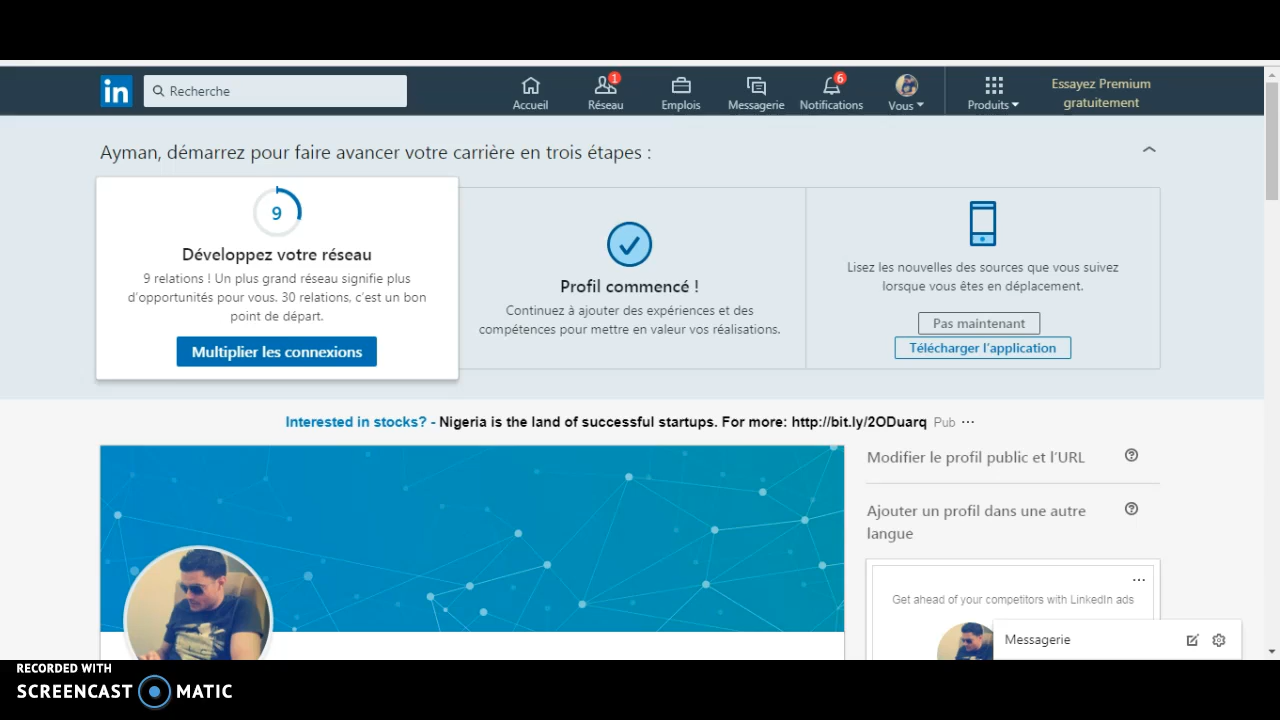 in
Recherche
Accueil
1
Réseau
Emplois
Messagerie
6
Notifications
Vous
Produits
Essayez Premium
gratuitement
Ayman, démarrez pour faire avancer votre carrière en trois étapes :
9
Développez votre réseau
9 relations ! Un plus grand réseau signifie plus
d'opportunités pour vous. 30 relations, c'est un bon
point de départ.
Multiplier les connexions
Profil commencé !
Continuez à ajouter des expériences et des
compétences pour mettre en valeur vos réalisations.
Lisez les nouvelles des sources que vous suivez
lorsque vous êtes en déplacement.
Pas maintenant
Télécharger l'application
Interested in stocks? - Nigeria is the land of successful startups. For more: http://bit.ly/2ODuarq Pub ···
Modifier le profil public et l'URL
Ajouter un profil dans une autre
langue
Get ahead of your competitors with LinkedIn ads
Messagerie
RECORDED WITH
SCREENCAST MATIC